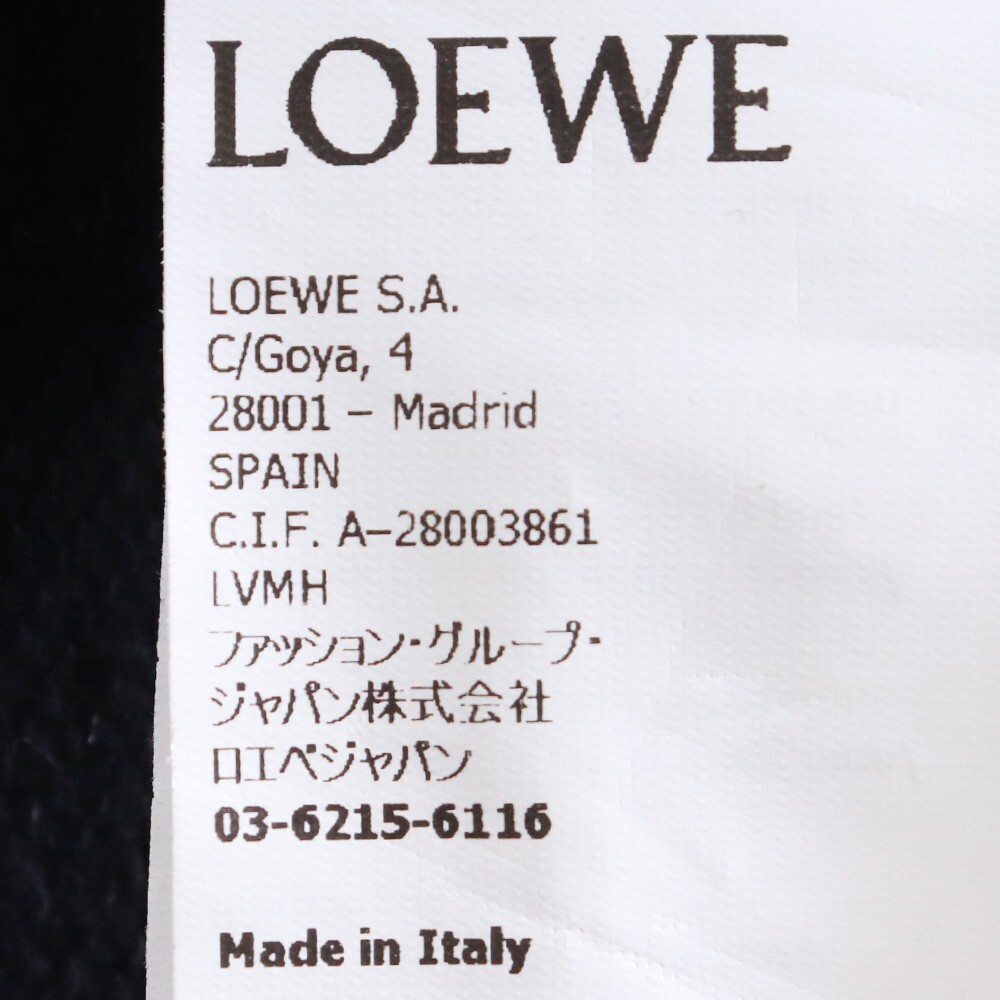 LOEWE
LOEWE S.A.
C/Goya, 4
28001 – Madrid
SPAIN
C.I.F. A–28003861
LVMH
ファッション・グループ・
ジャパン株式会社
ロエベジャパン
03-6215-6116
Made in Italy